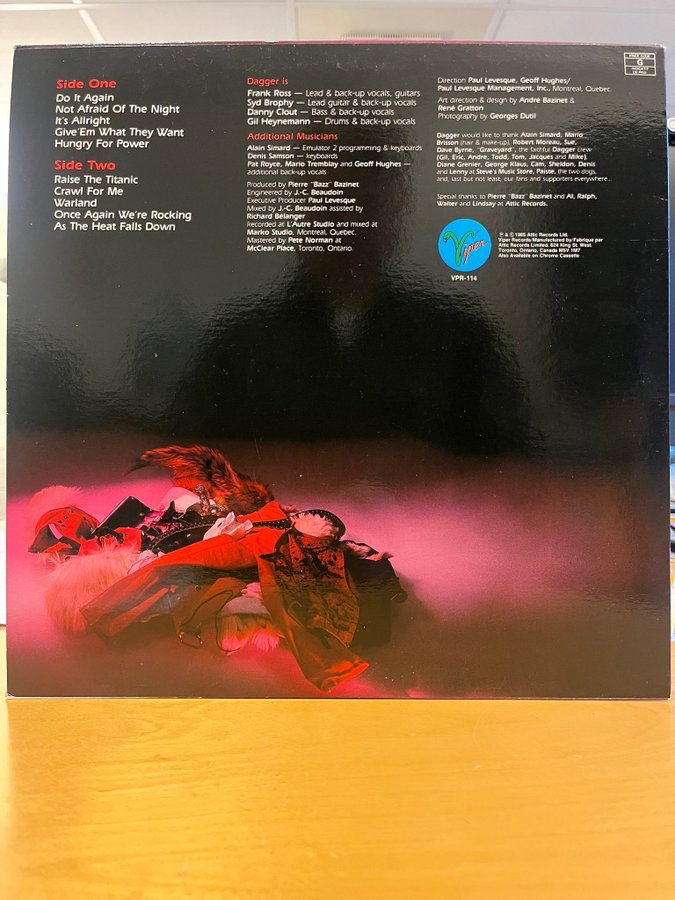 Side One
Do It Again
Not Afraid Of The Night
It's Allright
Give'Em What They Want
Hungry For Power
Side Two
Raise The Titanic
Crawl For Me
Warland
Once Again We're Rocking
As The Heat Falls Down
Dagger is
Frank Ross — Lead & back-up vocals, guitars
Syd Brophy — Lead guitar & back-up vocals
Danny Clout — Bass & back-up vocals
Gil Heynemann — Drums & back-up vocals
Additional Musicians
Alain Simard — Emulator 2 programming & keyboards
Denis Samson — keyboards
Pat Royce, Mario Tremblay and Geoff Hughes —
additional back-up vocals
Produced by Pierre "Bazz" Bazinet
Engineered by J.-C. Beaudoin
Executive Producer Paul Levesque
Mixed by J.-C. Beaudoin assisted by
Richard Bélanger
Recorded at L'Autre Studio and mixed at
Marko Studio, Montreal, Quebec.
Mastered by Pete Norman at
McClear Place, Toronto, Ontario.
Direction Paul Levesque, Geoff Hughes/
Paul Levesque Management, Inc., Montreal, Quebec.
Art direction & design by André Bazinet &
René Gratton
Photography by Georges Dutil
Dagger would like to thank Alain Simard, Mario
Brisson (hair & make-up), Robert Moreau, Sue,
Dave Byrne, "Graveyard", the faithful Dagger crew
(Gil, Eric, Andre, Todd, Tom, Jacques and Mike),
Diane Grenier, George Klaus, Cam, Sheldon, Denis
and Lenny at Steve's Music Store, Paiste, the two dogs,
and, last but not least, our fans and supporters everywhere...
Special thanks to Pierre "Bazz" Bazinet and Al, Ralph,
Walter and Lindsay at Attic Records.
Viper
VPR-114
℗ & © 1985 Attic Records Ltd.
Viper Records/Manufactured by/Fabriqué par
Attic Records Limited, 624 King St. West,
Toronto, Ontario, Canada M5V 1M7
Also Available on Chrome Cassette
PRICE CODE
G
INDICATIF
DE PRIX